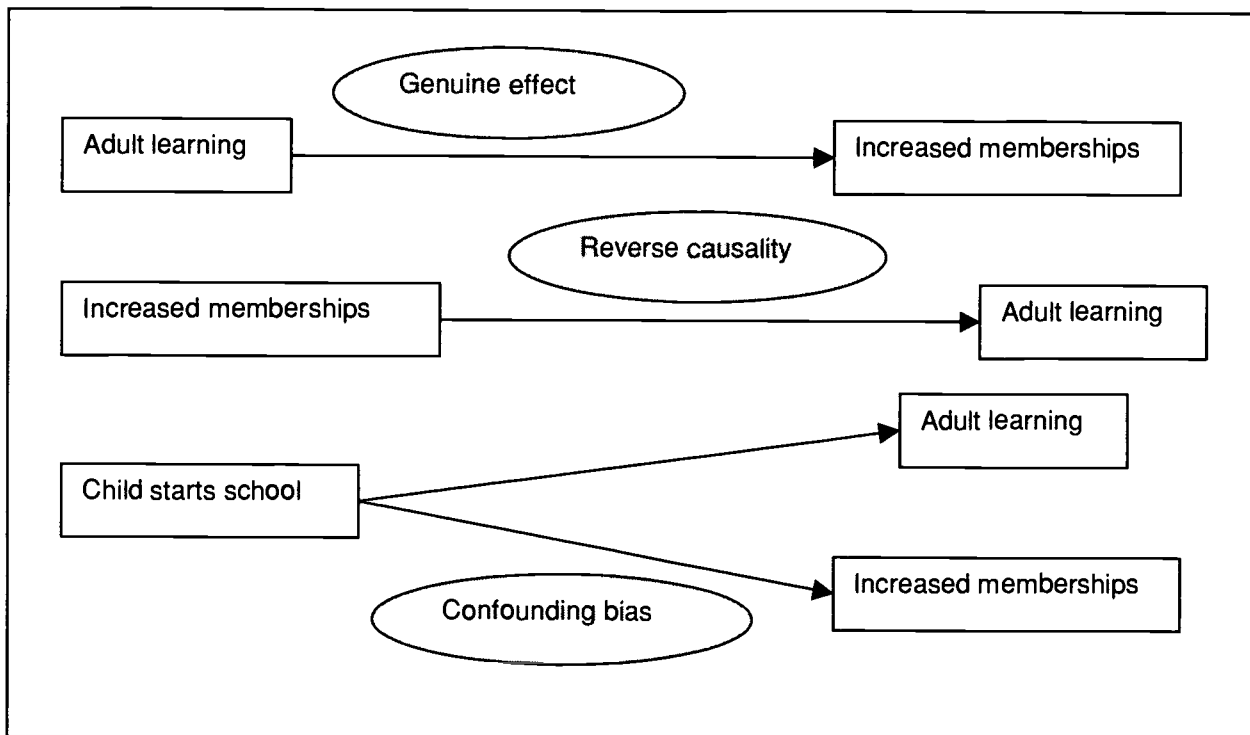 Genuine effect
Adult learning
Increased memberships
Reverse causality
Increased memberships
Adult learning
Adult learning
Child starts school
Increased memberships
Confounding bias